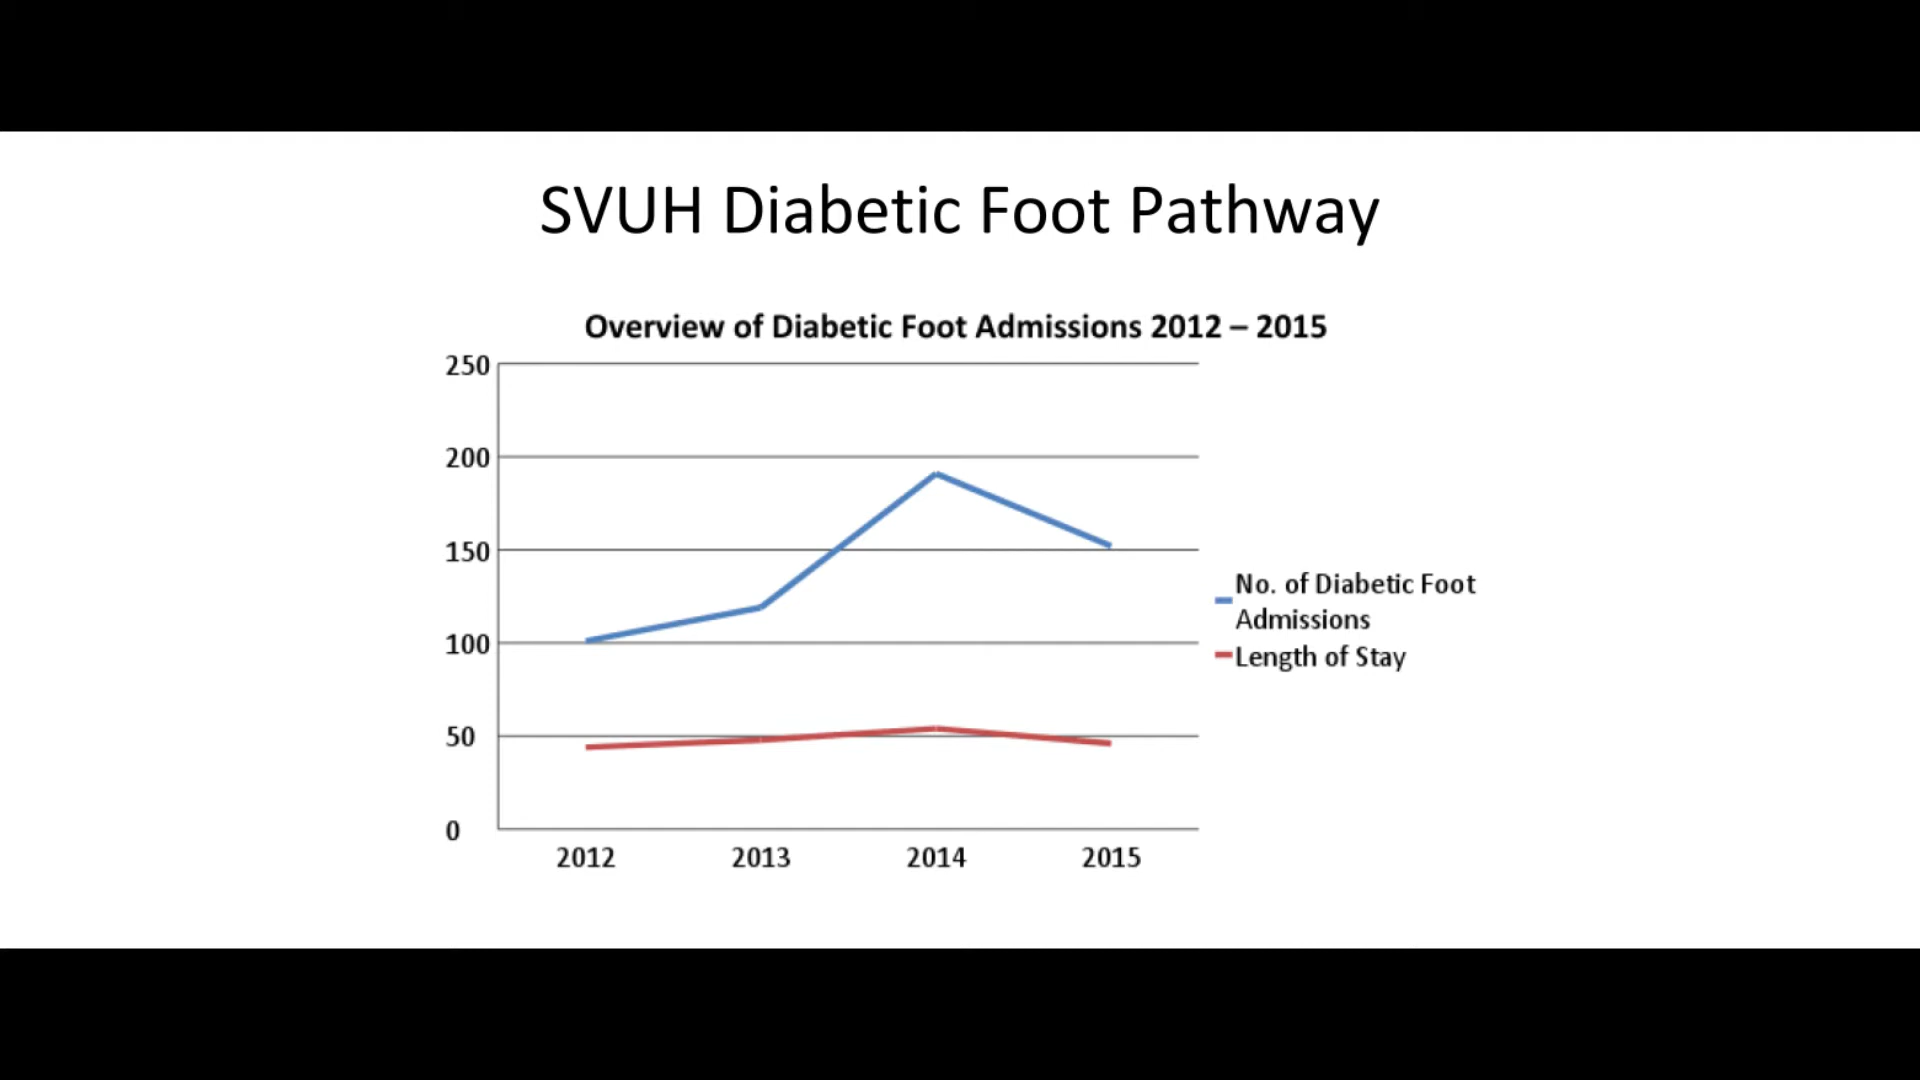 SVUH Diabetic Foot Pathway
Overview of Diabetic Foot Admissions 2012 – 2015
250
200
150
100
50
0
2012 2013 2014 2015
No. of Diabetic Foot
Admissions
Length of Stay